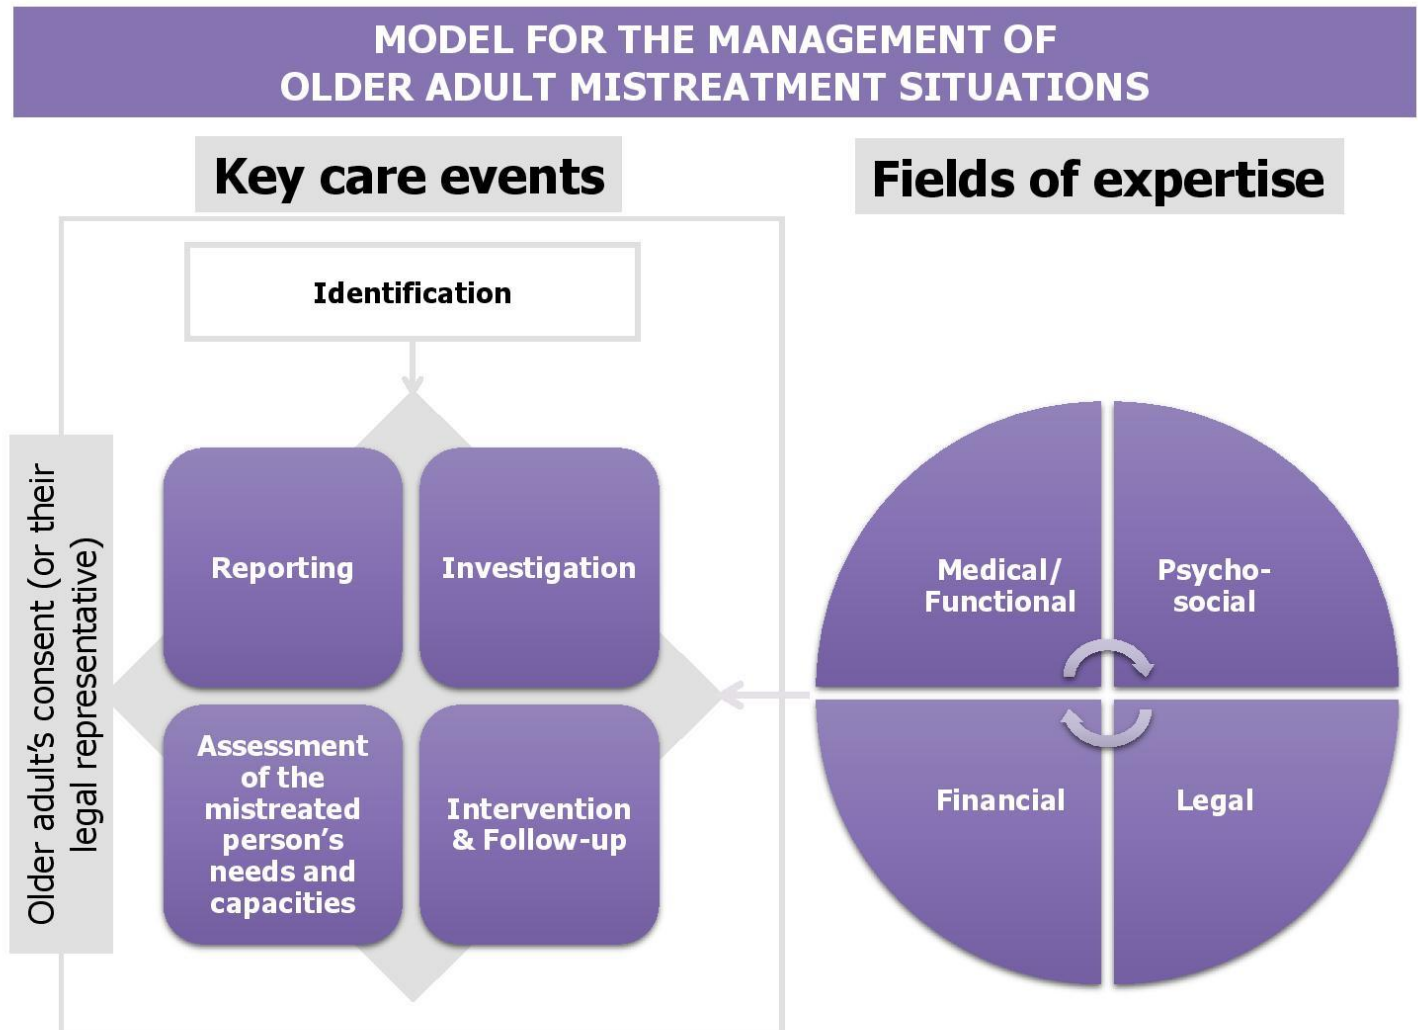 MODEL FOR THE MANAGEMENT OF
OLDER ADULT MISTREATMENT SITUATIONS
Key care events
Fields of expertise
Identification
Older adult's consent (or their
legal representative)
Reporting
Investigation
Assessment
of the
mistreated
person's
needs and
capacities
Intervention
& Follow-up
Medical/
Functional
Psycho-
social
Financial
Legal